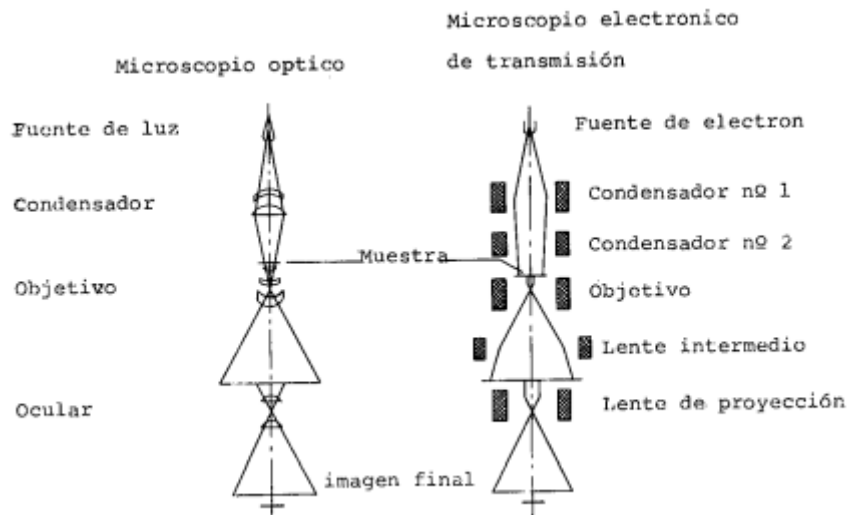 Microscopio optico
Microscopio electronico
de transmisión
Fuente de luz
Condensador
Objetivo
Ocular
Muestra
imagen final
Fuente de electron
Condensador nº 1
Condensador nº 2
Objetivo
Lente intermedio
Lente de proyección